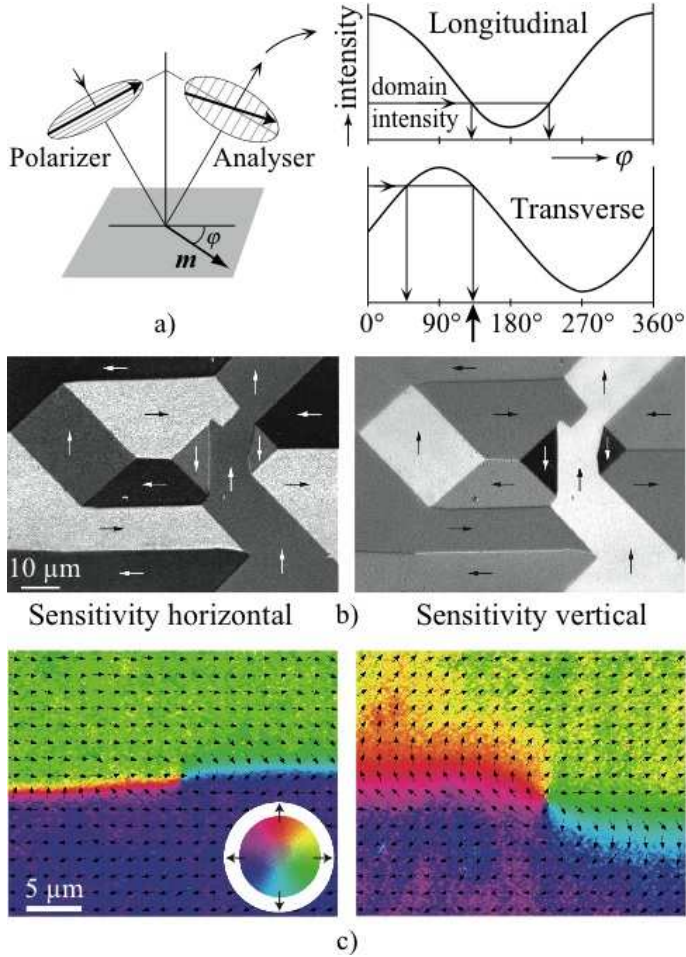 Polarizer
Analyser
φ
m
a)
intensity
Longitudinal
domain
intensity
φ
Transverse
0° 90° 180° 270° 360°
10 μm
Sensitivity horizontal
b)
Sensitivity vertical
5 μm
c)